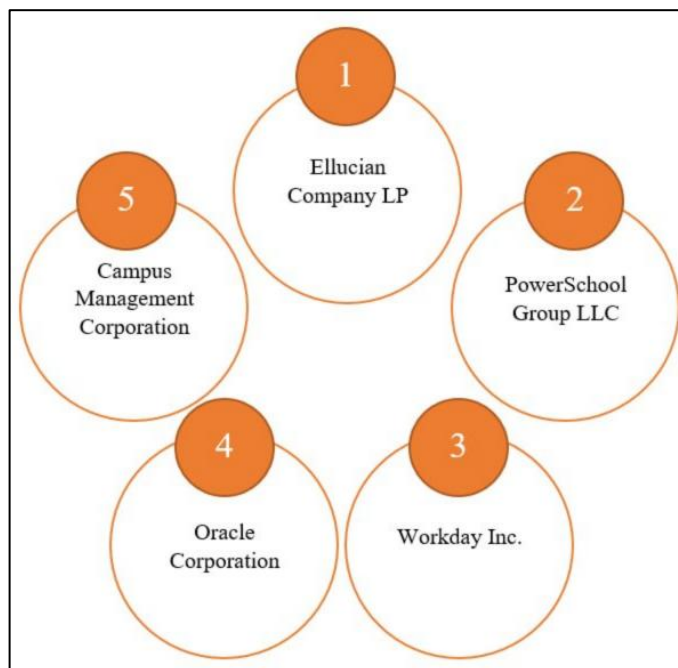 1
Ellucian
Company LP
2
PowerSchool
Group LLC
3
Workday Inc.
4
Oracle
Corporation
5
Campus
Management
Corporation